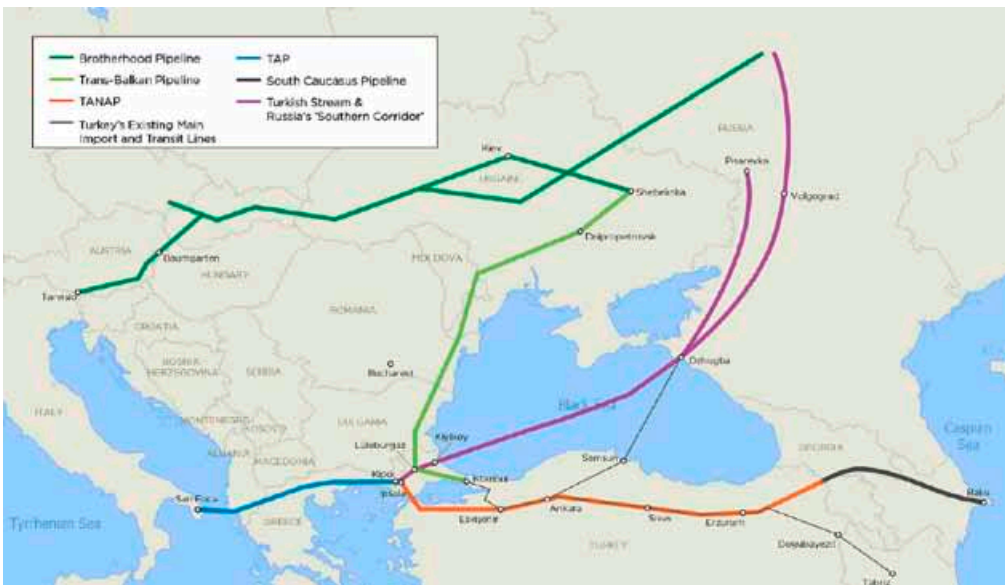 Brotherhood Pipeline
Trans-Balkan Pipeline
TANAP
Turkey's Existing Main
Import and Transit Lines
TAP
South Caucasus Pipeline
Turkish Stream &
Russia's "Southern Corridor"
RUSSIA
Kiev
UKRAINE
Pisarevka
Shebelinka
Volgograd
Dnipropetrovsk
AUSTRIA
Baumgarten
MOLDOVA
HUNGARY
Tarvisio
ROMANIA
CROATIA
BOSNIA
HERZEGOVINA
SERBIA
Bucharest
Dzhugba
ITALY
MONTENEGRO
KOSOVO
BULGARIA
Black Sea
Caspian
Sea
ALBANIA
MACEDONIA
Lüleburgaz
Kiyikoy
GEORGIA
Samsun
Kipoi
Ipsala
Istanbul
San Foca
Baku
Tyrrhenian Sea
GREECE
Eskişehir
Ankara
Sivas
Erzurum
TURKEY
Doğubayezıt
Tabriz